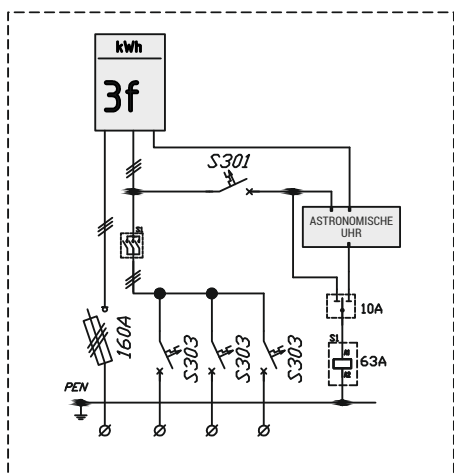 kWh
3f
S301
ASTRONOMISCHE
UHR
S1
10A
160A
S303
S303
S303
S1
A1
63A
A2
PEN